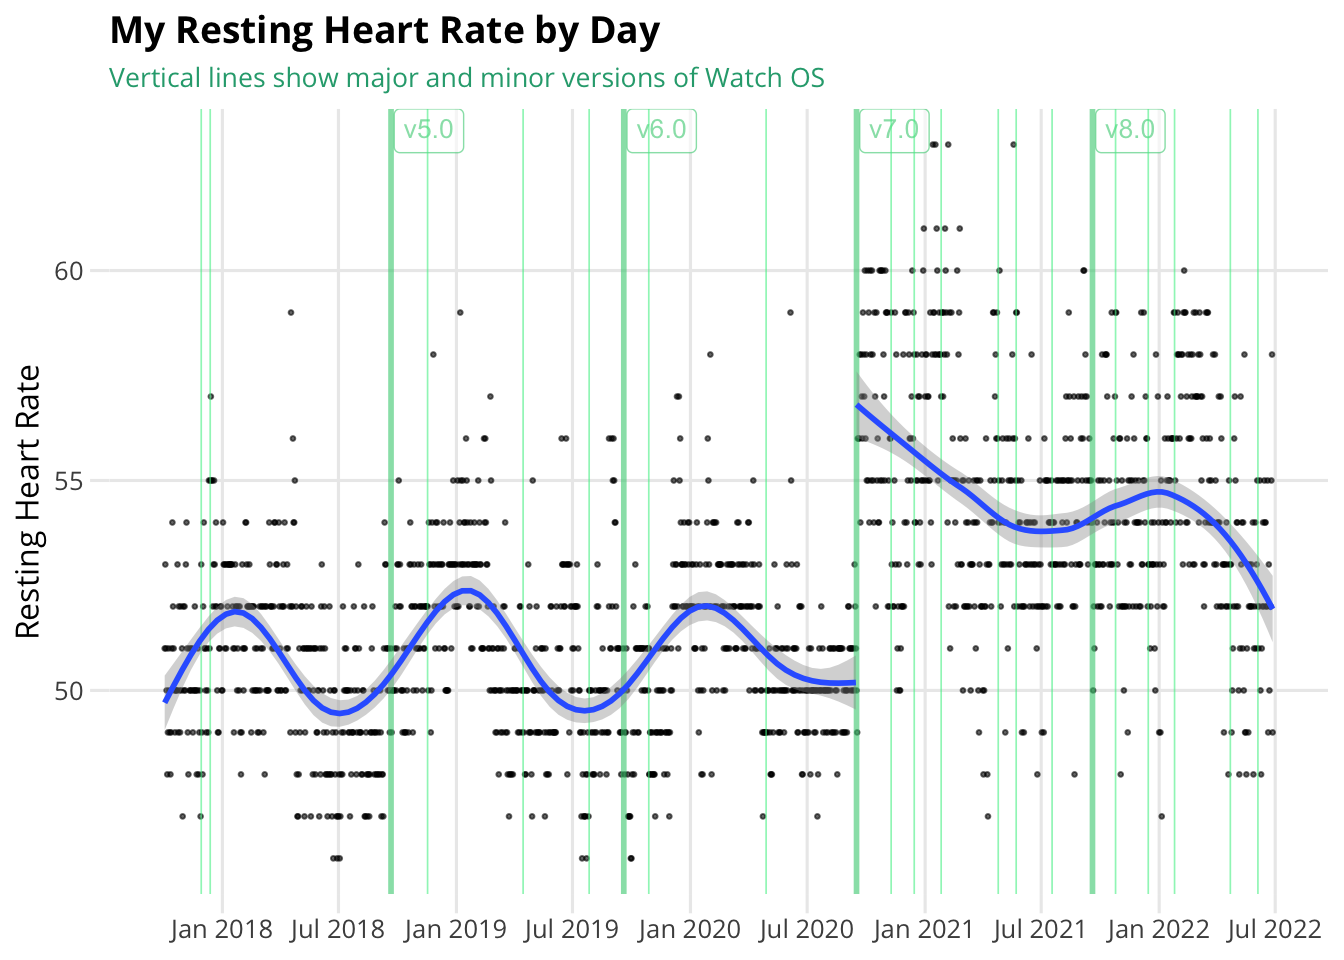 My Resting Heart Rate by Day
Vertical lines show major and minor versions of Watch OS
v5.0 v6.0 v7.0 v8.0
60
55
50
Resting Heart Rate
Jan 2018 Jul 2018 Jan 2019 Jul 2019 Jan 2020 Jul 2020 Jan 2021 Jul 2021 Jan 2022 Jul 2022